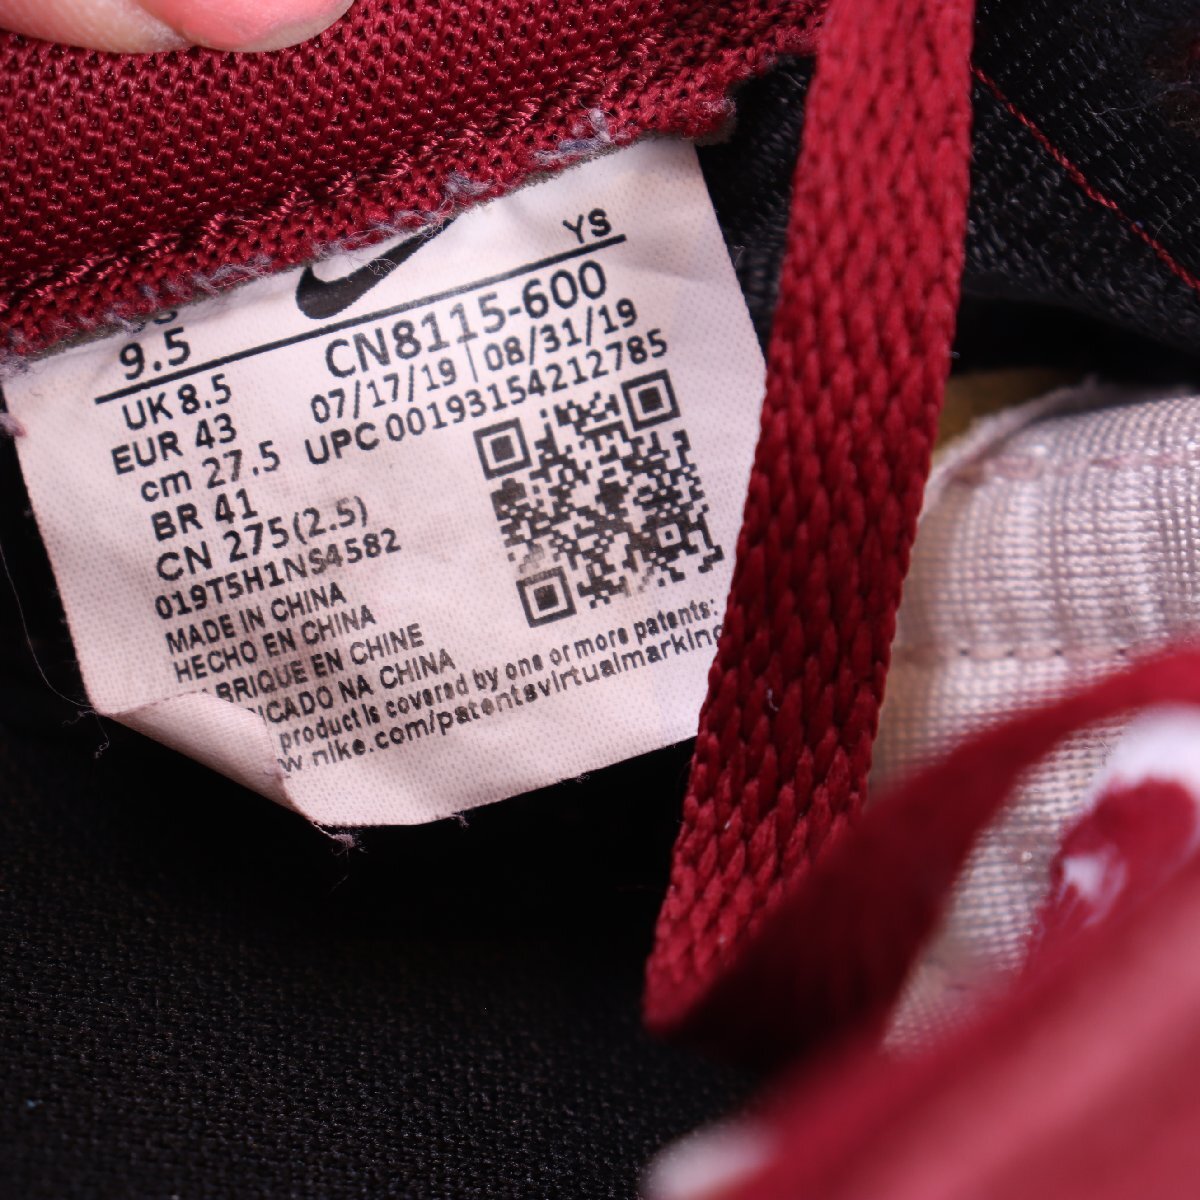 YS
9.5
CN8115-600
UK 8.5
07/17/19 | 08/31/19
EUR 43
UPC 00193154212785
cm 27.5
BR 41
CN 275(2.5)
019T5H1NS4582
MADE IN CHINA
HECHO EN CHINA
ABRIQUE EN CHINE
ICADO NA CHINA
product is covered by one or more patents:
w.nike.com/patentsvirtualmarking